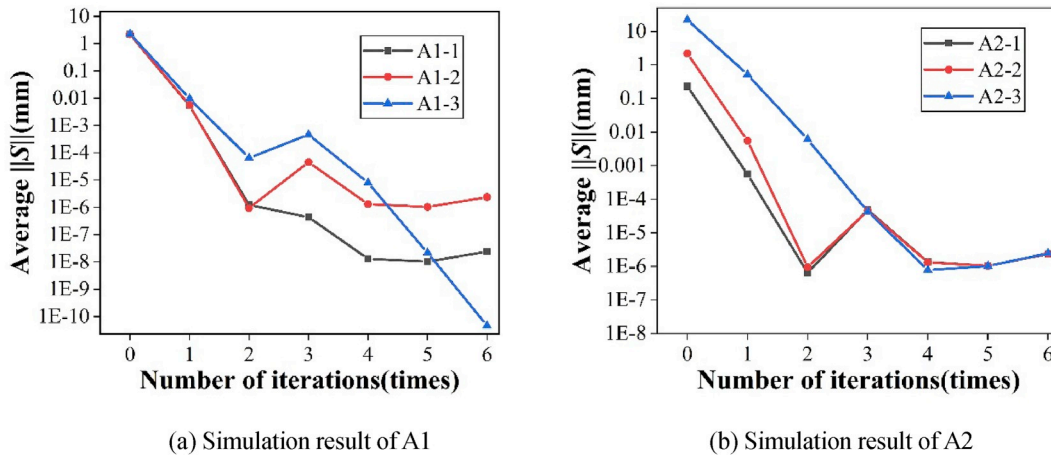 10
1
0.1
0.01
1E-3
1E-4
1E-5
1E-6
1E-7
1E-8
1E-9
1E-10
Average ||S||(mm)
A1-1
A1-2
A1-3
0 1 2 3 4 5 6
Number of iterations(times)
(a) Simulation result of A1
10
1
0.1
0.01
0.001
1E-4
1E-5
1E-6
1E-7
1E-8
Average ||S||(mm)
A2-1
A2-2
A2-3
0 1 2 3 4 5 6
Number of iterations(times)
(b) Simulation result of A2